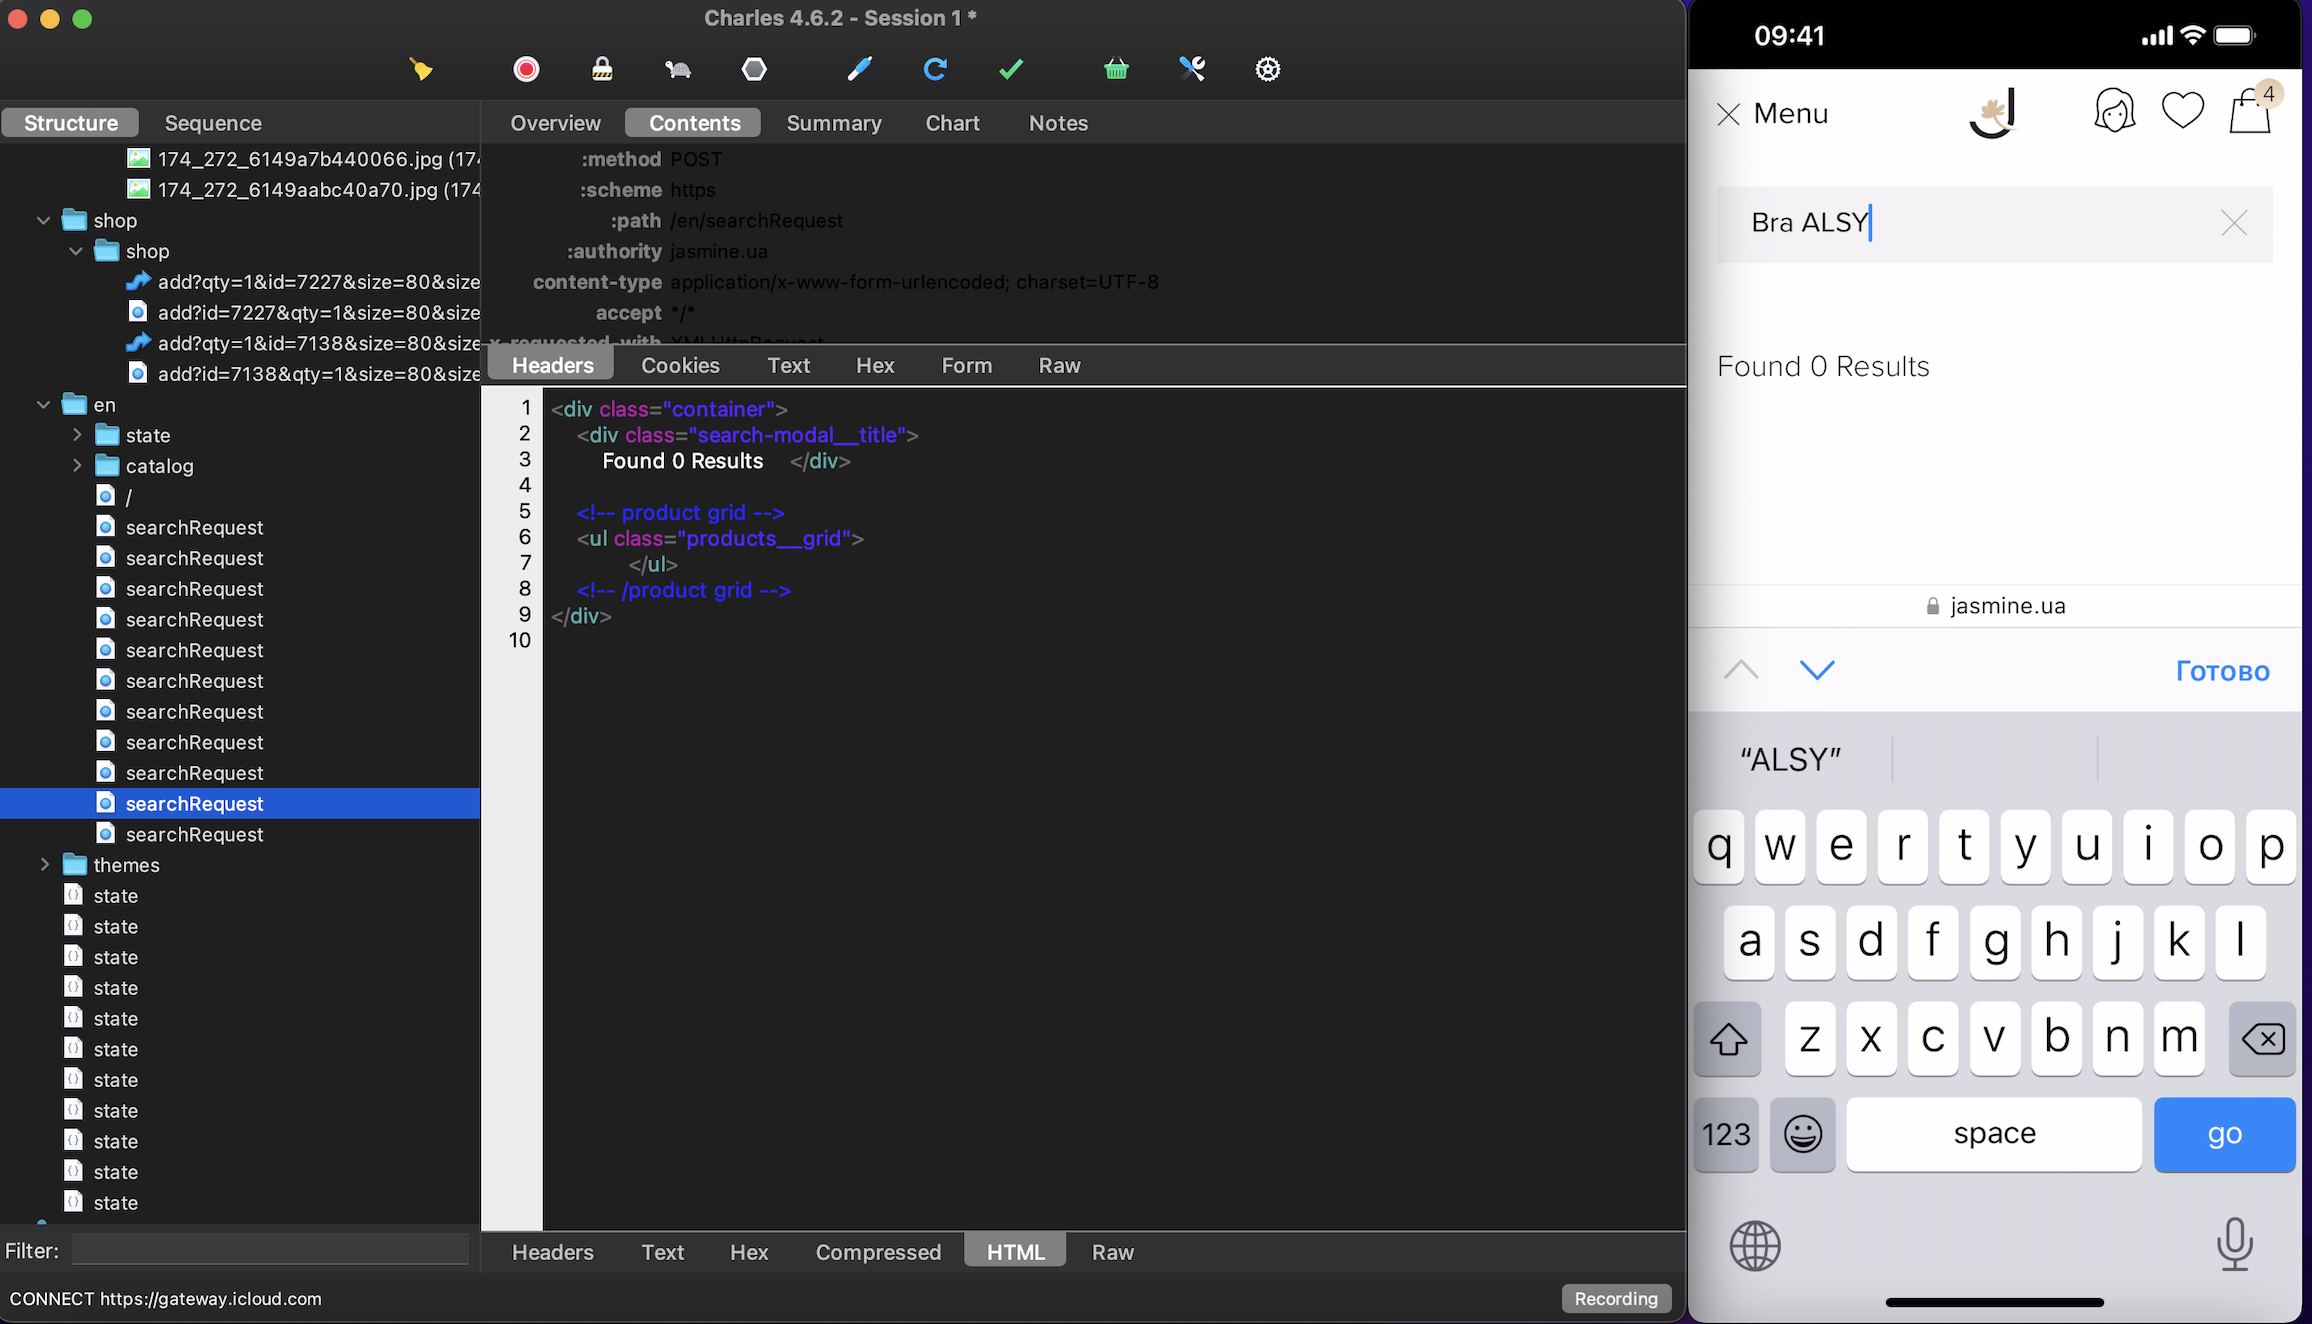 Charles 4.6.2 - Session 1 *
Structure
Sequence
174_272_6149a7b440066.jpg (174
174_272_6149aabc40a70.jpg (174
shop
shop
add?qty=1&id=7227&size=80&size
add?id=7227&qty=1&size=80&size
add?qty=1&id=7138&size=80&size
add?id=7138&qty=1&size=80&size
en
state
catalog
/
searchRequest
searchRequest
searchRequest
searchRequest
searchRequest
searchRequest
searchRequest
searchRequest
searchRequest
searchRequest
searchRequest
themes
state
state
state
state
state
state
state
state
state
state
state
Filter:
CONNECT https://gateway.icloud.com
Overview
Contents
Summary
Chart
Notes
:method POST
:scheme https
:path /en/searchRequest
:authority jasmine.ua
content-type application/x-www-form-urlencoded; charset=UTF-8
accept */*
x-requested-with XMLHttpRequest
Headers
Cookies
Text
Hex
Form
Raw
1 <div class="container">
2 <div class="search-modal__title">
3 Found 0 Results </div>
4
5 <!-- product grid -->
6 <ul class="products__grid">
7 </ul>
8 <!-- /product grid -->
9 </div>
10
Headers
Text
Hex
Compressed
HTML
Raw
Recording
09:41
Menu
4
Bra ALSY
Found 0 Results
jasmine.ua
Готово
“ALSY”
q w e r t y u i o p
a s d f g h j k l
z x c v b n m
123
space
go